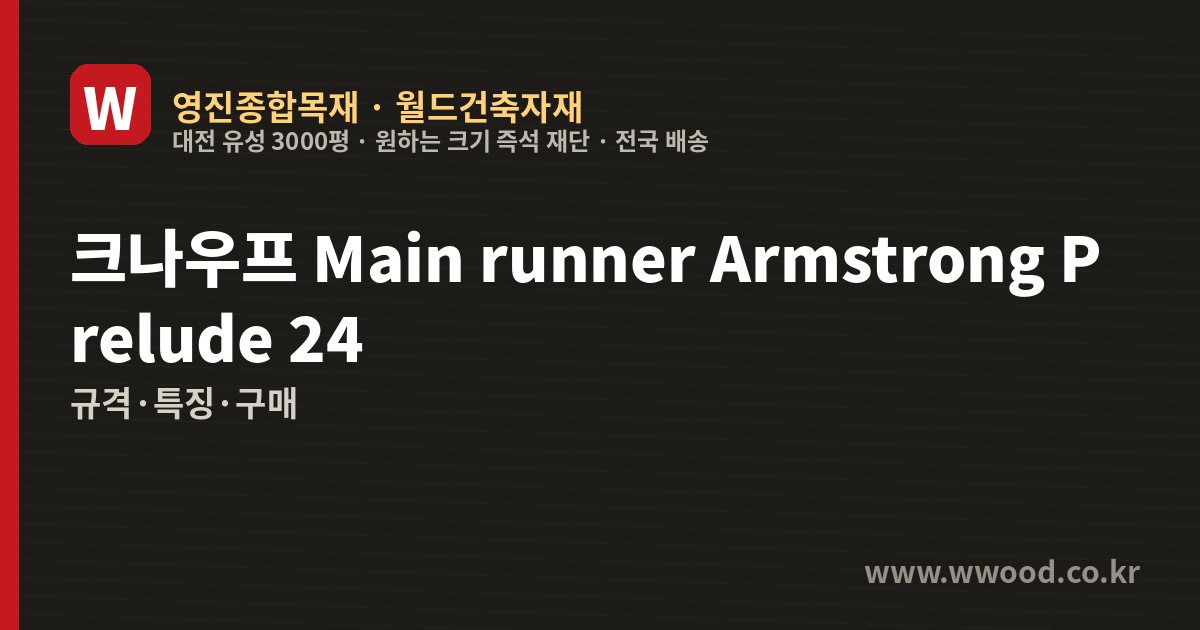 W
영진종합목재 · 월드건축자재
대전 유성 3000평 · 원하는 크기 즉석 재단 · 전국 배송
크나우프 Main runner Armstrong P
relude 24
규격·특징·구매
www.wwood.co.kr